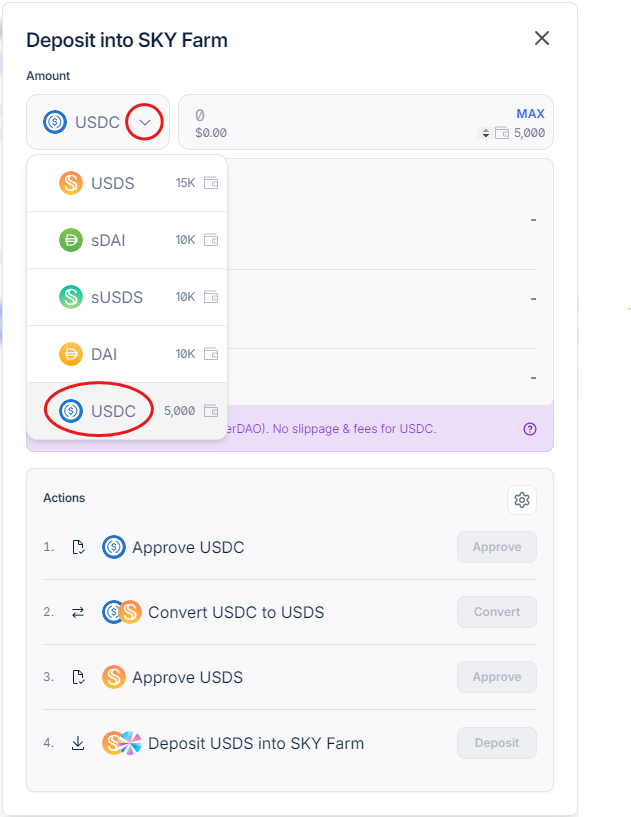 Deposit into SKY Farm
Amount
USDC
0
MAX
$0.00
5,000
USDS 15K
sDAI 10K
sUSDS 10K
DAI 10K
USDC 5,000
-
-
-
erDAO). No slippage & fees for USDC.
Actions
1. Approve USDC Approve
2. Convert USDC to USDS Convert
3. Approve USDS Approve
4. Deposit USDS into SKY Farm Deposit